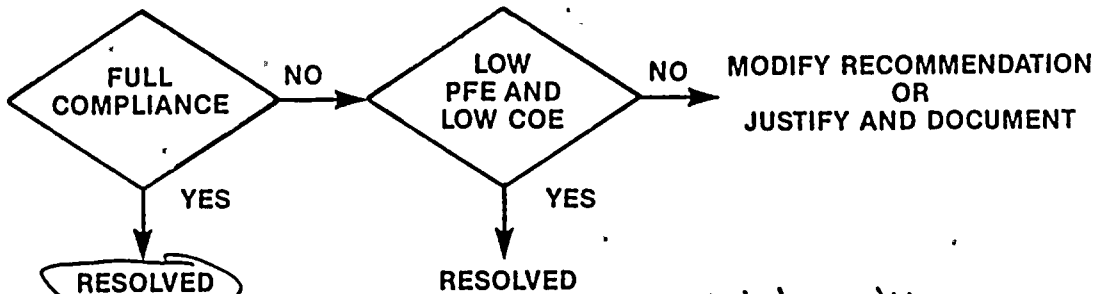 FULL
COMPLIANCE
NO
LOW
PFE AND
LOW COE
NO
MODIFY RECOMMENDATION
OR
JUSTIFY AND DOCUMENT
YES
YES
RESOLVED
RESOLVED